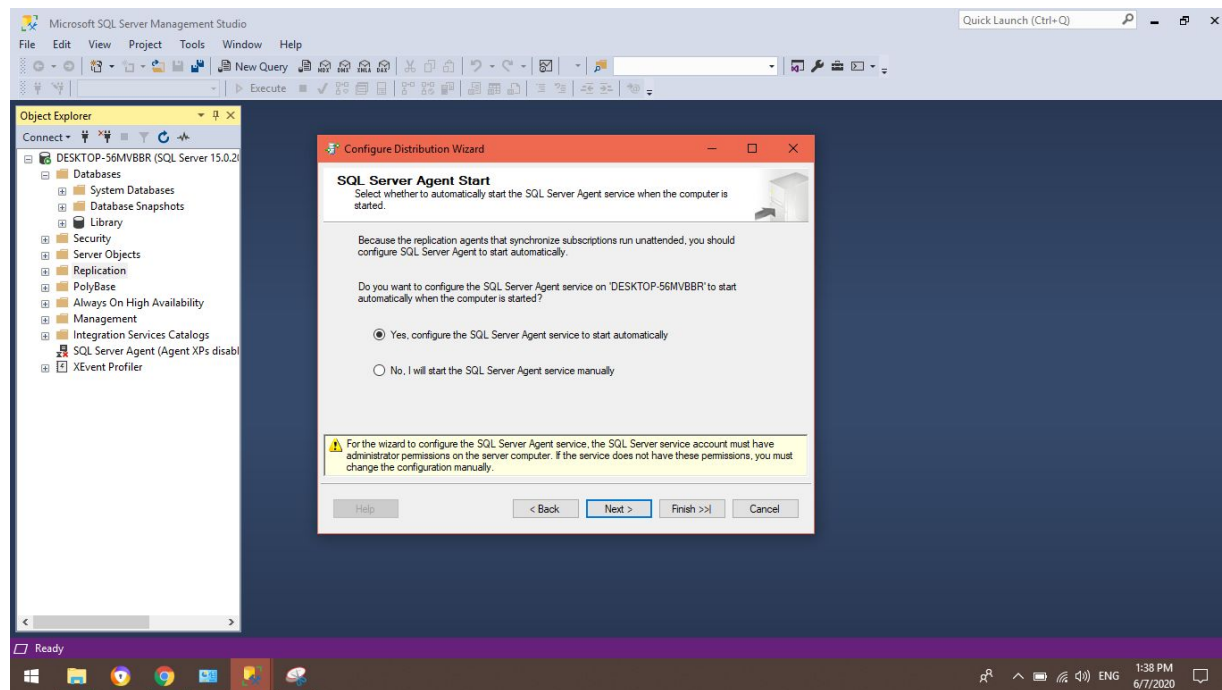 Microsoft SQL Server Management Studio
Quick Launch (Ctrl+Q)
File Edit View Project Tools Window Help
New Query
MDX DMX XMLA DAX
Execute
Object Explorer
Connect
DESKTOP-56MVBBR (SQL Server 15.0.20
Databases
System Databases
Database Snapshots
Library
Security
Server Objects
Replication
PolyBase
Always On High Availability
Management
Integration Services Catalogs
SQL Server Agent (Agent XPs disabl
XEvent Profiler
Configure Distribution Wizard
SQL Server Agent Start
Select whether to automatically start the SQL Server Agent service when the computer is
started.
Because the replication agents that synchronize subscriptions run unattended, you should
configure SQL Server Agent to start automatically.
Do you want to configure the SQL Server Agent service on 'DESKTOP-56MVBBR' to start
automatically when the computer is started?
Yes, configure the SQL Server Agent service to start automatically
No, I will start the SQL Server Agent service manually
For the wizard to configure the SQL Server Agent service, the SQL Server service account must have
administrator permissions on the server computer. If the service does not have these permissions, you must
change the configuration manually.
Help < Back Next > Finish >>| Cancel
Ready
ENG
1:38 PM
6/7/2020